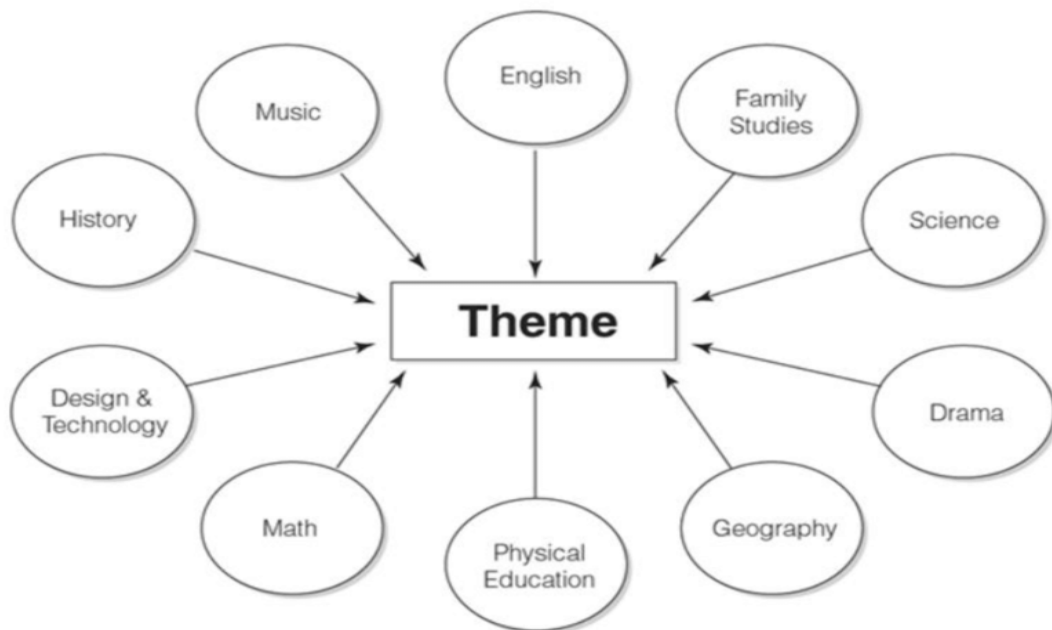 English
Music
Family
Studies
History
Science
Theme
Design &
Technology
Drama
Math
Geography
Physical
Education